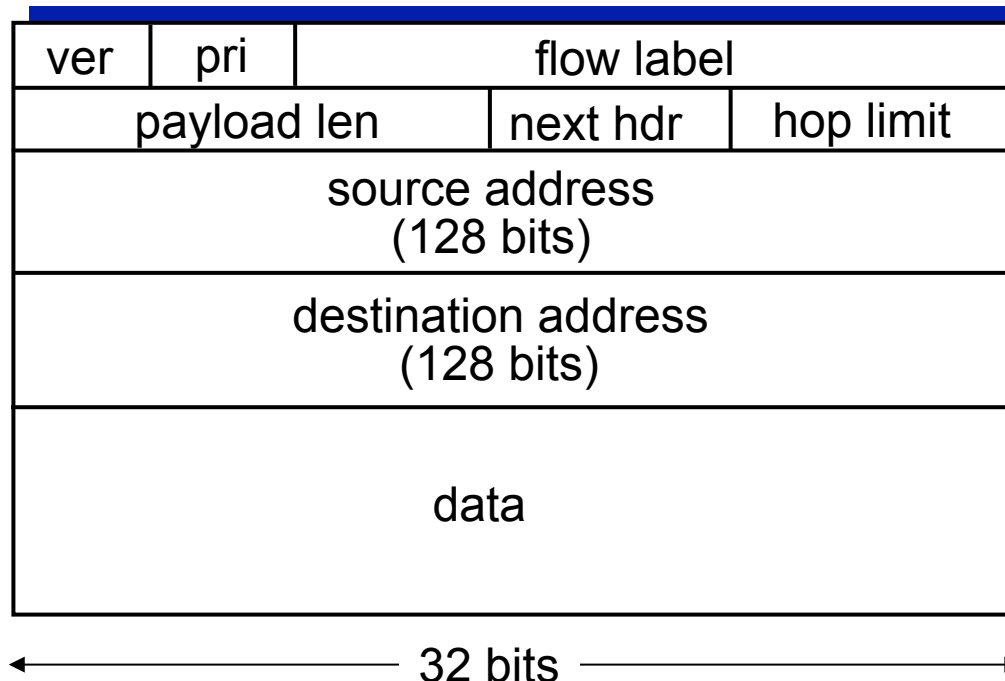 ver pri flow label
payload len next hdr hop limit
source address
(128 bits)
destination address
(128 bits)
data
32 bits